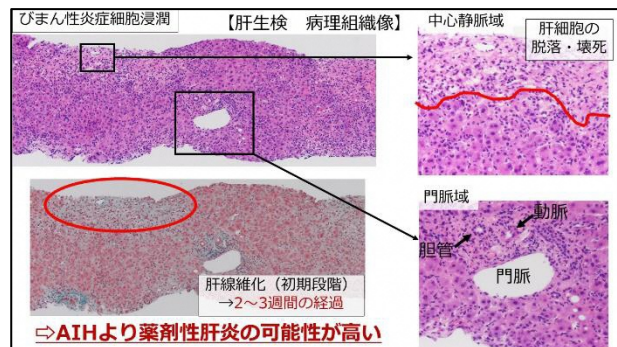 びまん性炎症細胞浸潤
【肝生検 病理組織像】
中心静脈域
肝細胞の
脱落・壊死
門脈域
動脈
胆管
門脈
肝線維化（初期段階）
→2～3週間の経過
⇨AIHより薬剤性肝炎の可能性が高い